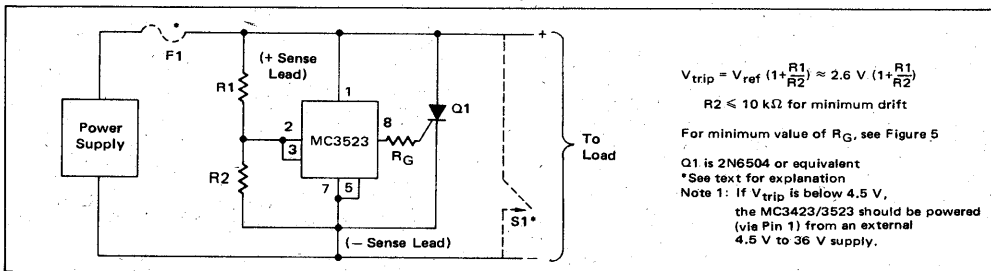 F1
*
Power
Supply
R1
R2
(+ Sense
Lead)
1
2
3
MC3523
8
7
5
R_G
Q1
(− Sense Lead)
S1*
+
−
To
Load
V_trip = V_ref (1+R1/R2) ≈ 2.6 V (1+R1/R2)
R2 ⩽ 10 kΩ for minimum drift
For minimum value of R_G, see Figure 5
Q1 is 2N6504 or equivalent
*See text for explanation
Note 1: If V_trip is below 4.5 V,
the MC3423/3523 should be powered
(via Pin 1) from an external
4.5 V to 36 V supply.